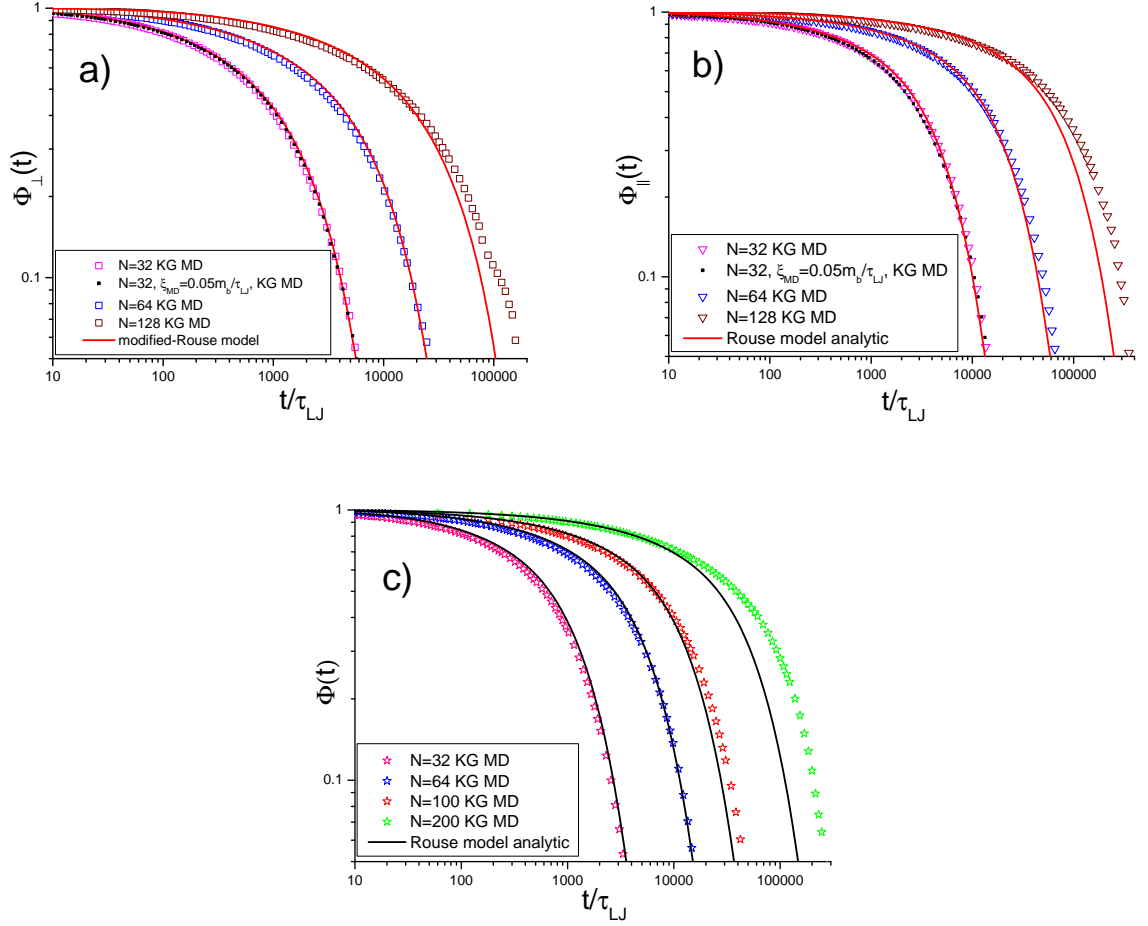 a)
1
0.1
Φ⊥(t)
N=32 KG MD
N=32, ξMD=0.05mb/τLJ, KG MD
N=64 KG MD
N=128 KG MD
modified-Rouse model
10 100 1000 10000 100000
t/τLJ
b)
1
0.1
Φ||(t)
N=32 KG MD
N=32, ξMD=0.05mb/τLJ, KG MD
N=64 KG MD
N=128 KG MD
Rouse model analytic
10 100 1000 10000 100000
t/τLJ
c)
1
0.1
Φ(t)
N=32 KG MD
N=64 KG MD
N=100 KG MD
N=200 KG MD
Rouse model analytic
10 100 1000 10000 100000
t/τLJ